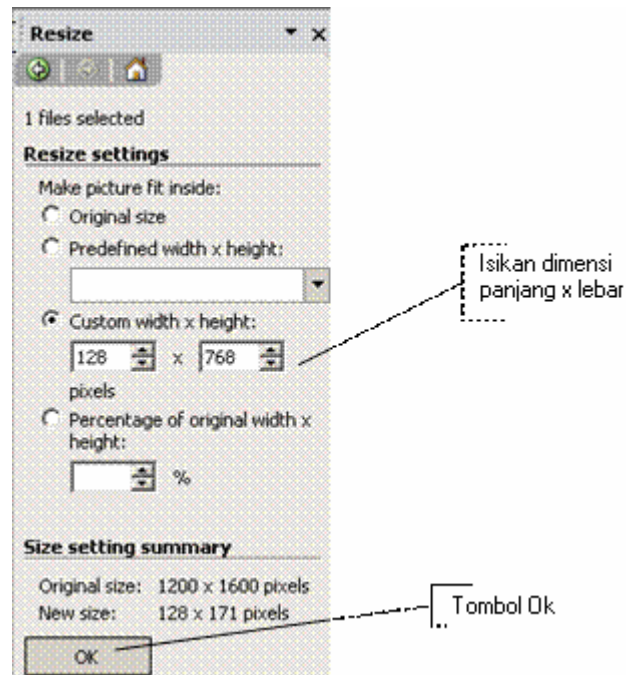 Resize
1 files selected
Resize settings
Make picture fit inside:
Original size
Predefined width x height:
Custom width x height:
128 x 768
pixels
Percentage of original width x
height:
%
Size setting summary
Original size: 1200 x 1600 pixels
New size: 128 x 171 pixels
OK
Isikan dimensi
panjang x lebar
Tombol Ok